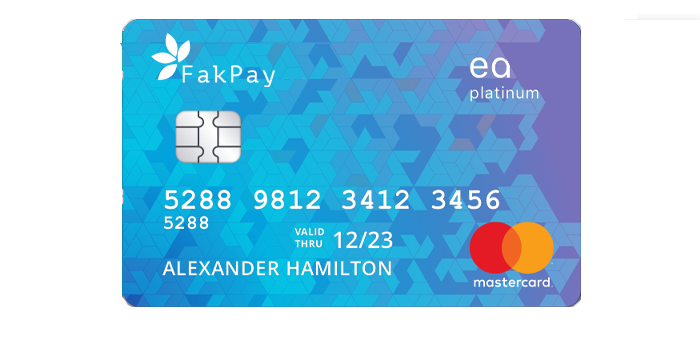 FakPay
ea
platinum
5288 9812 3412 3456
5288
VALID
THRU 12/23
ALEXANDER HAMILTON
mastercard